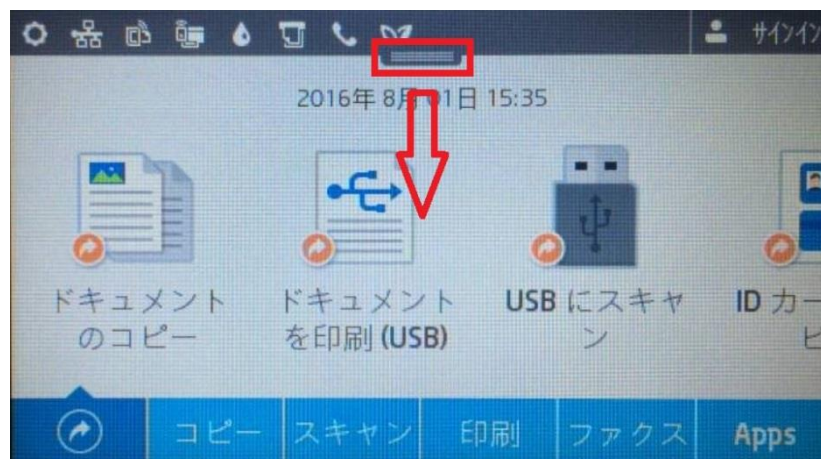 サインイン
2016年 8月 01日 15:35
ドキュメント
のコピー
ドキュメント
を印刷 (USB)
USB にスキャ
ン
ID カー
ピ
コピー
スキャン
印刷
ファクス
Apps